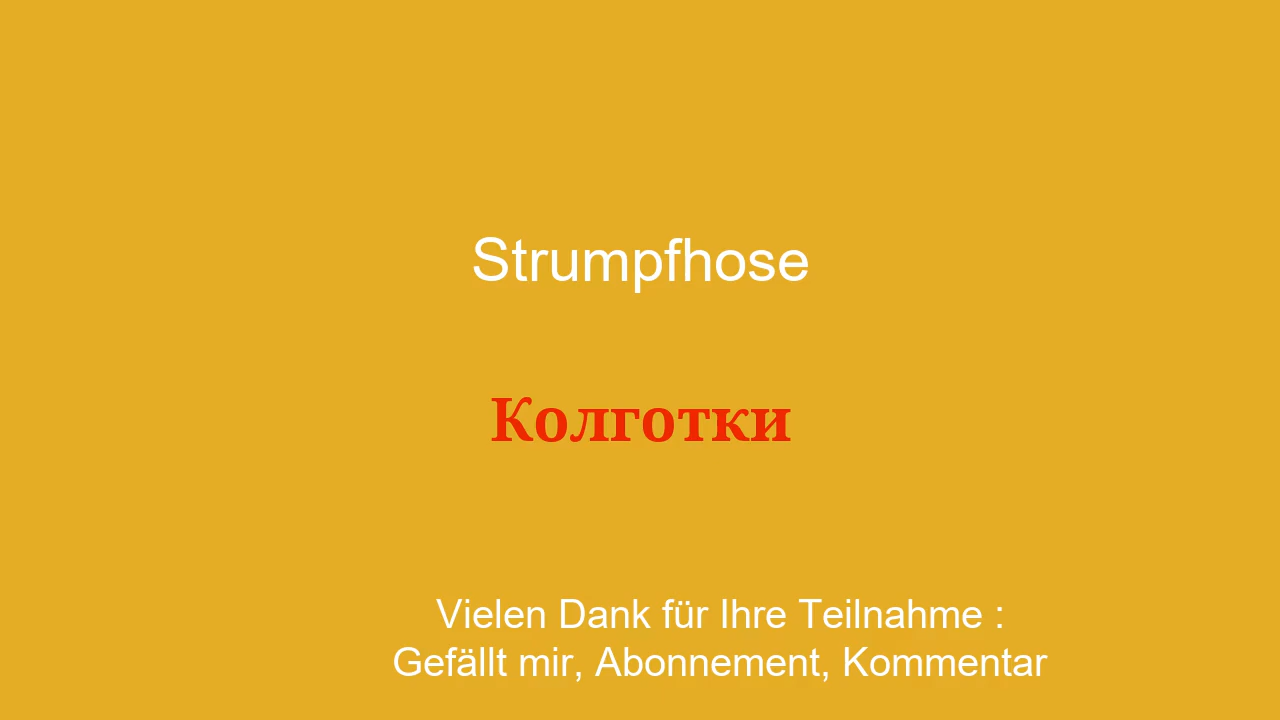 Strumpfhose
Колготки
Vielen Dank für Ihre Teilnahme :
Gefällt mir, Abonnement, Kommentar